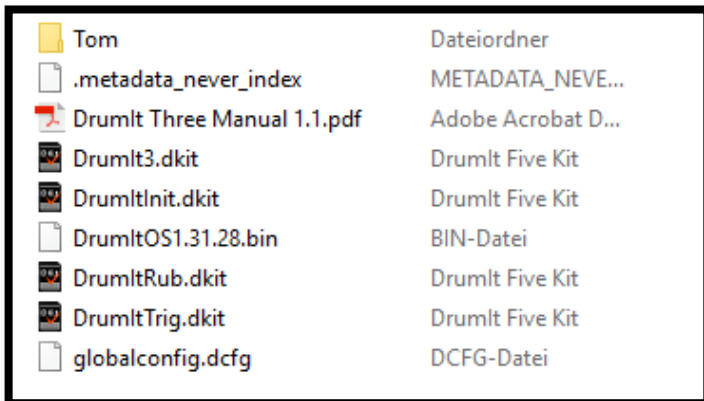 Tom Dateiordner
.metadata_never_index METADATA_NEVE...
DrumIt Three Manual 1.1.pdf Adobe Acrobat D...
DrumIt3.dkit DrumIt Five Kit
DrumItInit.dkit DrumIt Five Kit
DrumItOS1.31.28.bin BIN-Datei
DrumItRub.dkit DrumIt Five Kit
DrumItTrig.dkit DrumIt Five Kit
globalconfig.dcfg DCFG-Datei